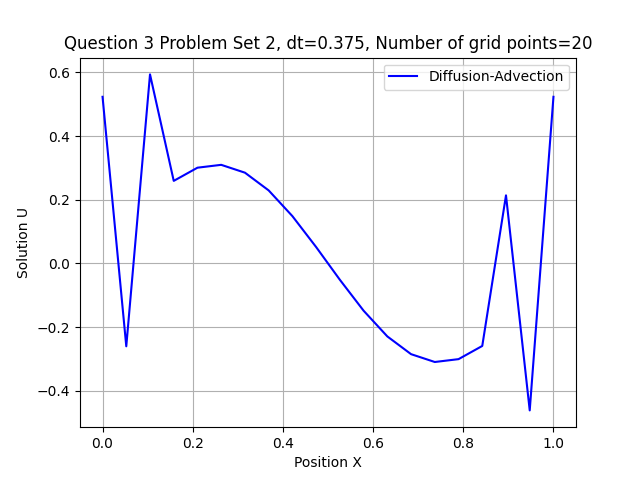 Question 3 Problem Set 2, dt=0.375, Number of grid points=20
Diffusion-Advection
0.6
0.4
0.2
0.0
−0.2
−0.4
Solution U
0.0 0.2 0.4 0.6 0.8 1.0
Position X